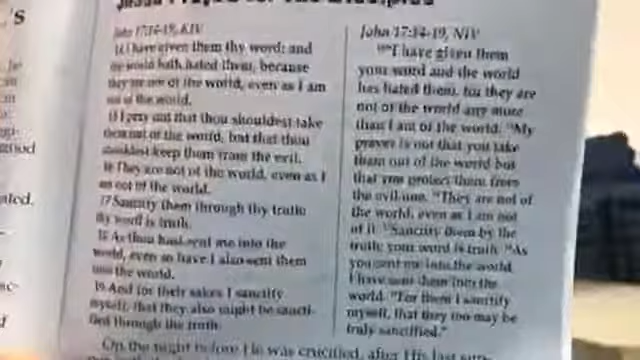 Jesus Prayed for The Disciples
John 17:14-19, KJV
14 I have given them thy word; and
the world hath hated them, because
they are not of the world, even as I am
not of the world.
15 I pray not that thou shouldest take
them out of the world, but that thou
shouldest keep them from the evil.
16 They are not of the world, even as I
am not of the world.
17 Sanctify them through thy truth:
thy word is truth.
18 As thou hast sent me into the
world, even so have I also sent them
into the world.
19 And for their sakes I sanctify
myself, that they also might be sancti-
fied through the truth.
John 17:14-19, NIV
"I have given them
your word and the world
has hated them, for they are
not of the world any more
than I am of the world. "My
prayer is not that you take
them out of the world but
that you protect them from
the evil one. "They are not of
the world, even as I am not
of it. "Sanctify them by the
truth; your word is truth. "As
you sent me into the world,
I have sent them into the
world. "For them I sanctify
myself, that they too may be
truly sanctified."
On the night before He was crucified, after His last sup-